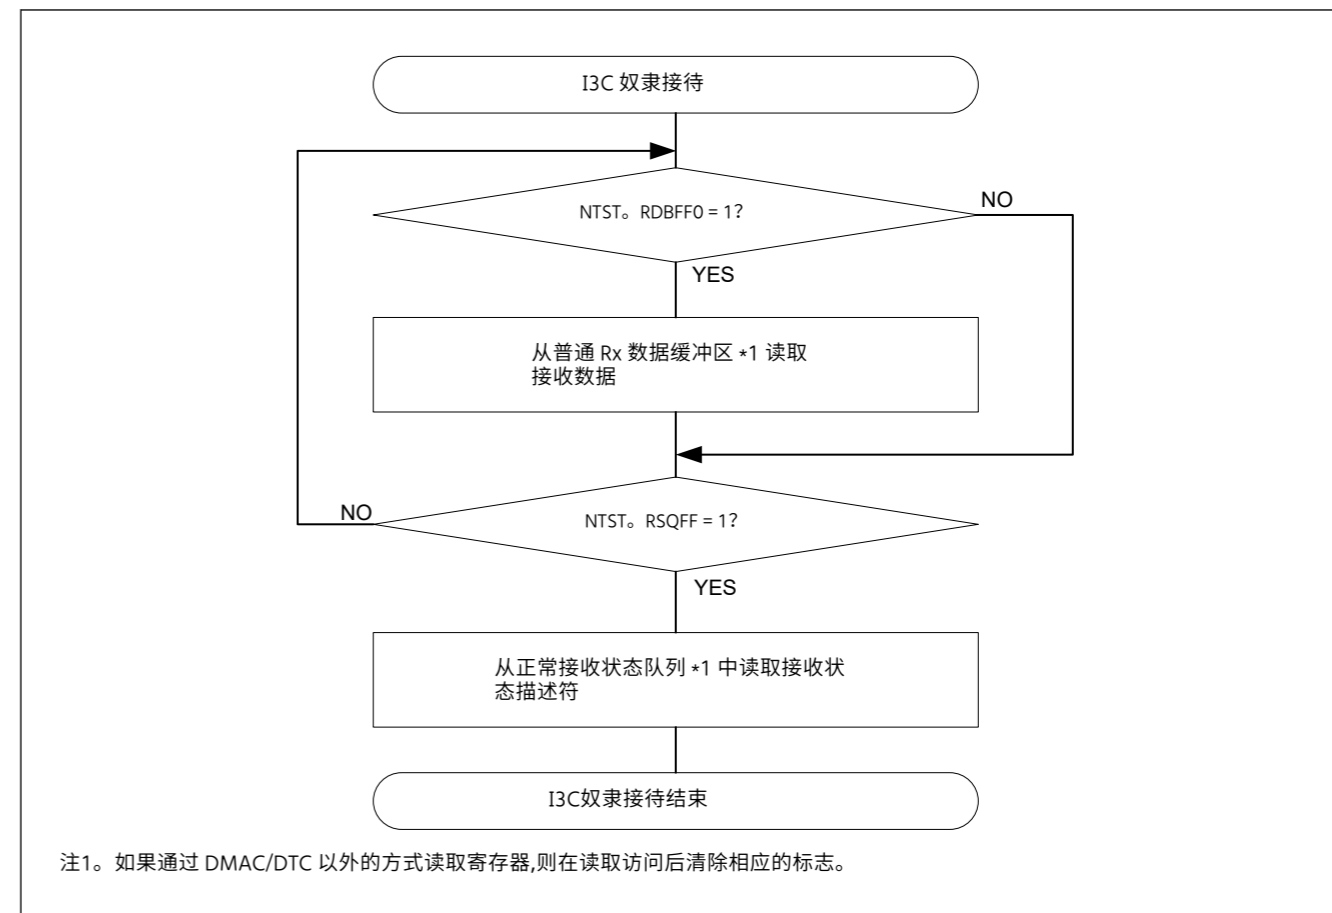 I3C 奴隶接待
NTST。RDBFF0 = 1？
NO
YES
从普通 Rx 数据缓冲区 *1 读取
接收数据
NO
NTST。RSQFF = 1？
YES
从正常接收状态队列 *1 中读取接收状
态描述符
I3C奴隶接待结束
注1。如果通过 DMAC/DTC 以外的方式读取寄存器,则在读取访问后清除相应的标志。